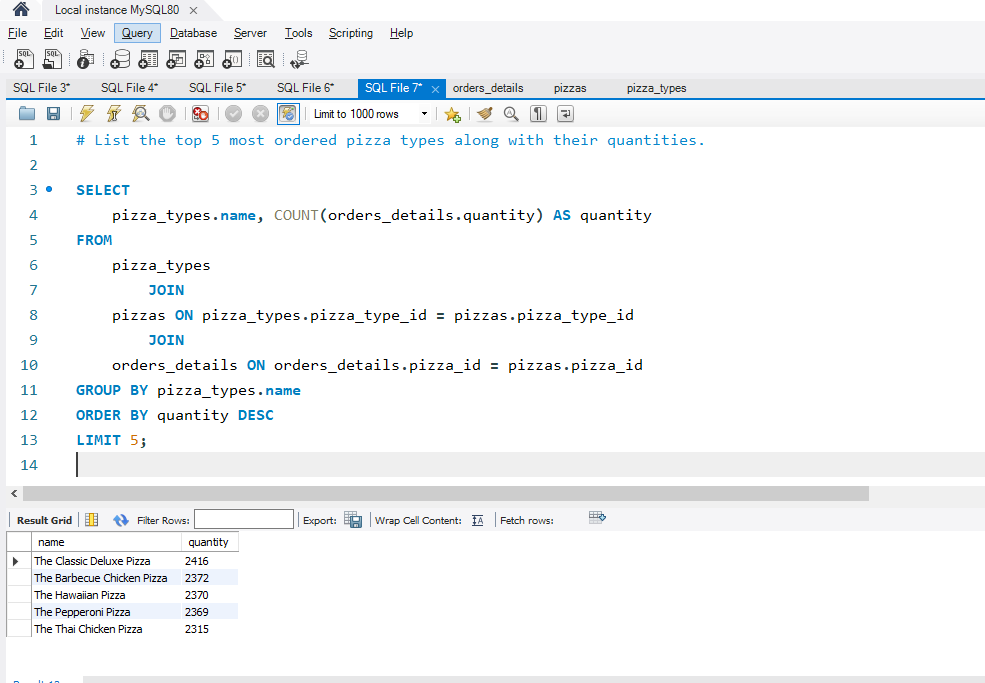 Local instance MySQL80
File Edit View Query Database Server Tools Scripting Help
SQL File 3* SQL File 4* SQL File 5* SQL File 6* SQL File 7* orders_details pizzas pizza_types
Limit to 1000 rows
1 # List the top 5 most ordered pizza types along with their quantities.
2
3 SELECT
4 pizza_types.name, COUNT(orders_details.quantity) AS quantity
5 FROM
6 pizza_types
7 JOIN
8 pizzas ON pizza_types.pizza_type_id = pizzas.pizza_type_id
9 JOIN
10 orders_details ON orders_details.pizza_id = pizzas.pizza_id
11 GROUP BY pizza_types.name
12 ORDER BY quantity DESC
13 LIMIT 5;
14
Result Grid Filter Rows: Export: Wrap Cell Content: Fetch rows:
name quantity
The Classic Deluxe Pizza 2416
The Barbecue Chicken Pizza 2372
The Hawaiian Pizza 2370
The Pepperoni Pizza 2369
The Thai Chicken Pizza 2315